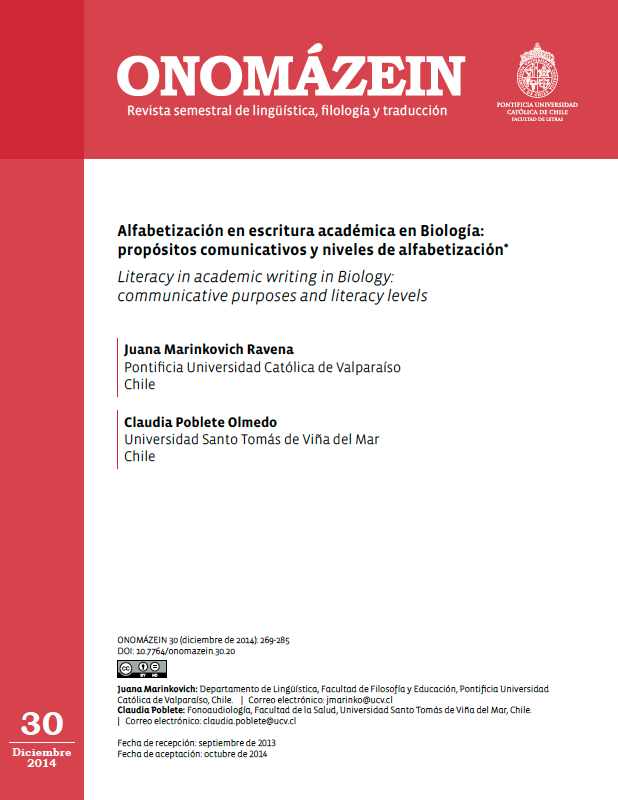 ONOMÁZEIN
Revista semestral de lingüística, filología y traducción
PONTIFICIA UNIVERSIDAD
CATÓLICA DE CHILE
FACULTAD DE LETRAS
Alfabetización en escritura académica en Biología:
propósitos comunicativos y niveles de alfabetización*
Literacy in academic writing in Biology:
communicative purposes and literacy levels
Juana Marinkovich Ravena
Pontificia Universidad Católica de Valparaíso
Chile
Claudia Poblete Olmedo
Universidad Santo Tomás de Viña del Mar
Chile
ONOMÁZEIN 30 (diciembre de 2014): 269-285
DOI: 10.7764/onomazein.30.20
cc BY ND
Juana Marinkovich: Departamento de Lingüística, Facultad de Filosofía y Educación, Pontificia Universidad
Católica de Valparaíso, Chile. | Correo electrónico: jmarinko@ucv.cl
Claudia Poblete: Fonoaudiología, Facultad de la Salud, Universidad Santo Tomás de Viña del Mar, Chile.
| Correo electrónico: claudia.poblete@ucv.cl
Fecha de recepción: septiembre de 2013
Fecha de aceptación: octubre de 2014
30
Diciembre
2014